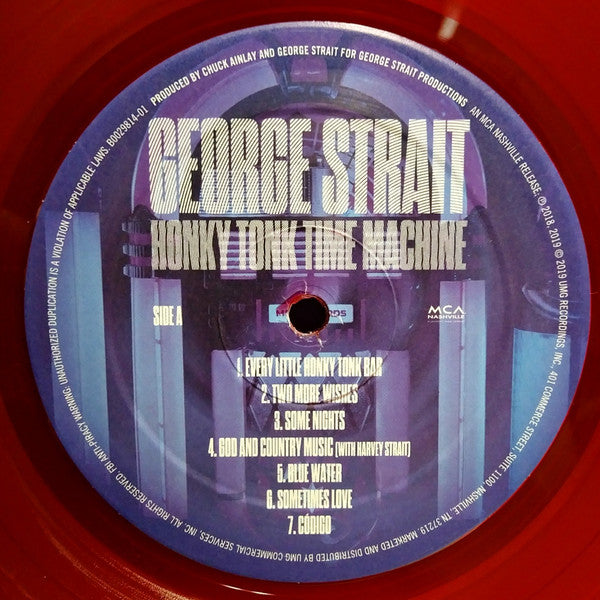 PRODUCED BY CHUCK AINLAY AND GEORGE STRAIT FOR GEORGE STRAIT PRODUCTIONS
AN MCA NASHVILLE RELEASE. ℗ 2018, 2019 © 2019 UMG RECORDINGS, INC., 401 COMMERCE STREET, SUITE 1100, NASHVILLE, TN 37219. MARKETED AND DISTRIBUTED BY UMG COMMERCIAL SERVICES, INC. ALL RIGHTS RESERVED. FBI ANTI-PIRACY WARNING: UNAUTHORIZED DUPLICATION IS A VIOLATION OF APPLICABLE LAWS. B0029814-01
GEORGE STRAIT
HONKY TONK TIME MACHINE
SIDE A
MCA
NASHVILLE
1. EVERY LITTLE HONKY TONK BAR
2. TWO MORE WISHES
3. SOME NIGHTS
4. GOD AND COUNTRY MUSIC (WITH HARVEY STRAIT)
5. BLUE WATER
6. SOMETIMES LOVE
7. CÓDIGO